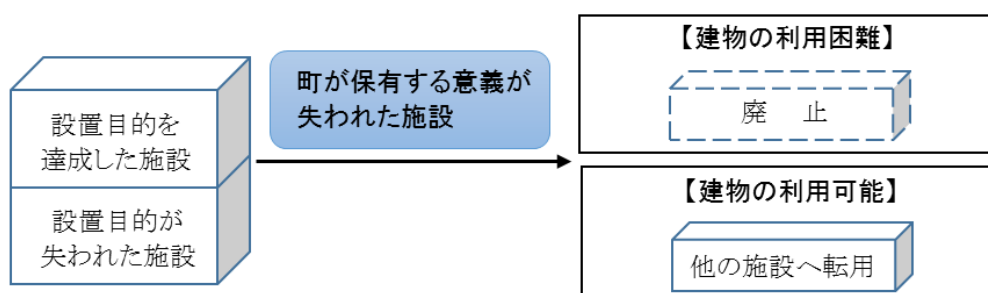 設置目的を
達成した施設
設置目的が
失われた施設
町が保有する意義が
失われた施設
【建物の利用困難】
廃　止
【建物の利用可能】
他の施設へ転用